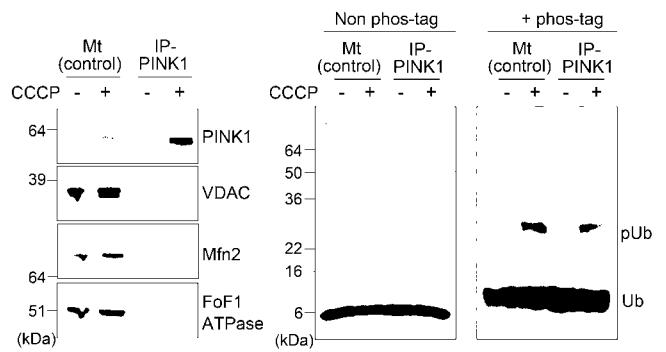 Non phos-tag + phos-tag
Mt IP- Mt IP- Mt IP-
(control) PINK1 (control) PINK1 (control) PINK1
CCCP - + - + CCCP - + - + - + - +
64 PINK1
39 VDAC
Mfn2
64
51 FoF1
ATPase
(kDa)
64
50
36
22
16
6
(kDa)
pUb
Ub